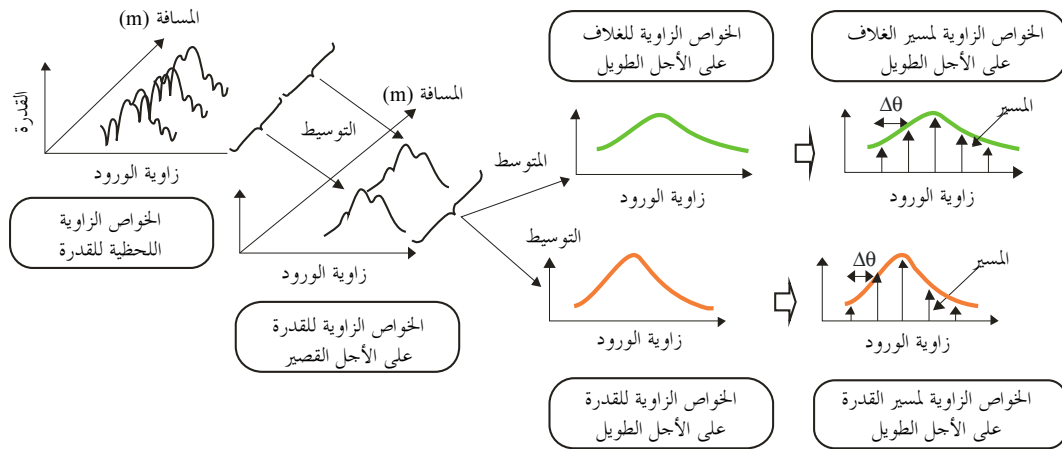 المسافة (m)
القدرة
زاوية الورود
الخواص الزاوية
اللحظية للقدرة
التوسيط
المسافة (m)
زاوية الورود
الخواص الزاوية للقدرة
على الأجل القصير
الخواص الزاوية للغلاف
على الأجل الطويل
المتوسط
زاوية الورود
التوسيط
زاوية الورود
الخواص الزاوية للقدرة
على الأجل الطويل
الخواص الزاوية لمسير الغلاف
على الأجل الطويل
Δθ
المسير
زاوية الورود
Δθ
المسير
زاوية الورود
الخواص الزاوية لمسير القدرة
على الأجل الطويل